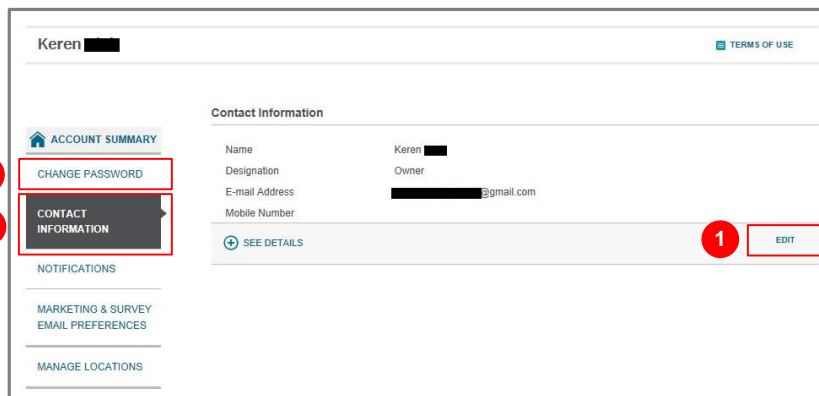 Keren
TERMS OF USE
Contact Information
ACCOUNT SUMMARY
Name Keren
CHANGE PASSWORD
Designation Owner
E-mail Address @gmail.com
CONTACT
INFORMATION
Mobile Number
SEE DETAILS
1 EDIT
NOTIFICATIONS
MARKETING & SURVEY
EMAIL PREFERENCES
MANAGE LOCATIONS